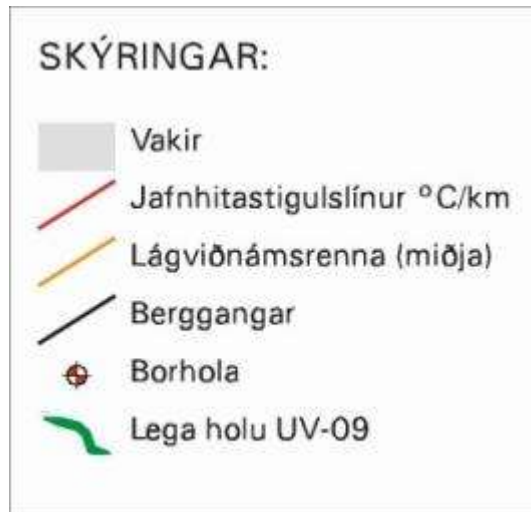 SKÝRINGAR:
Vakir
Jafnhitastigulslínur °C/km
Lágviðnámsrenna (miðja)
Berggangar
Borhola
Lega holu UV-09